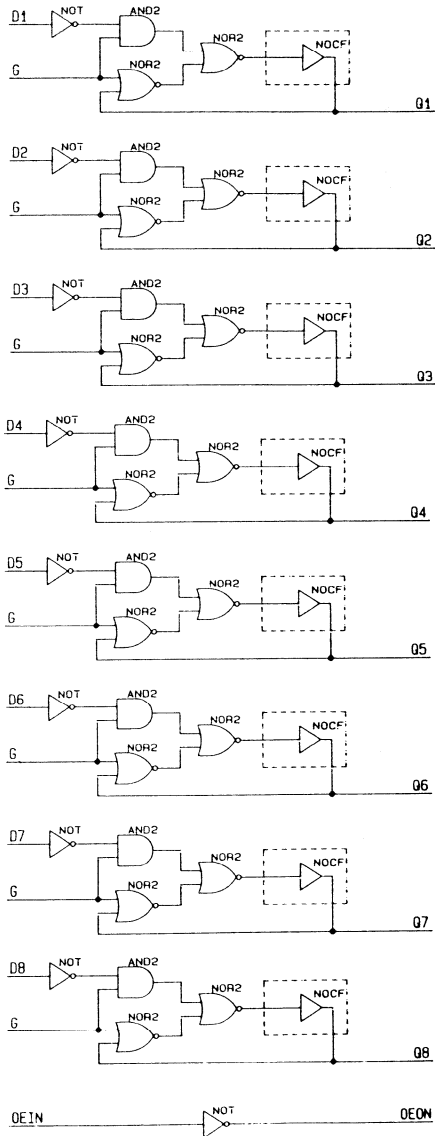 D1 NOT AND2 NOR2 NOCF
G NOR2
Q1
D2 NOT AND2 NOR2 NOCF
G NOR2
Q2
D3 NOT AND2 NOR2 NOCF
G NOR2
Q3
D4 NOT AND2 NOR2 NOCF
G NOR2
Q4
D5 NOT AND2 NOR2 NOCF
G NOR2
Q5
D6 NOT AND2 NOR2 NOCF
G NOR2
Q6
D7 NOT AND2 NOR2 NOCF
G NOR2
Q7
D8 NOT AND2 NOR2 NOCF
G NOR2
Q8
OEIN NOT OEON